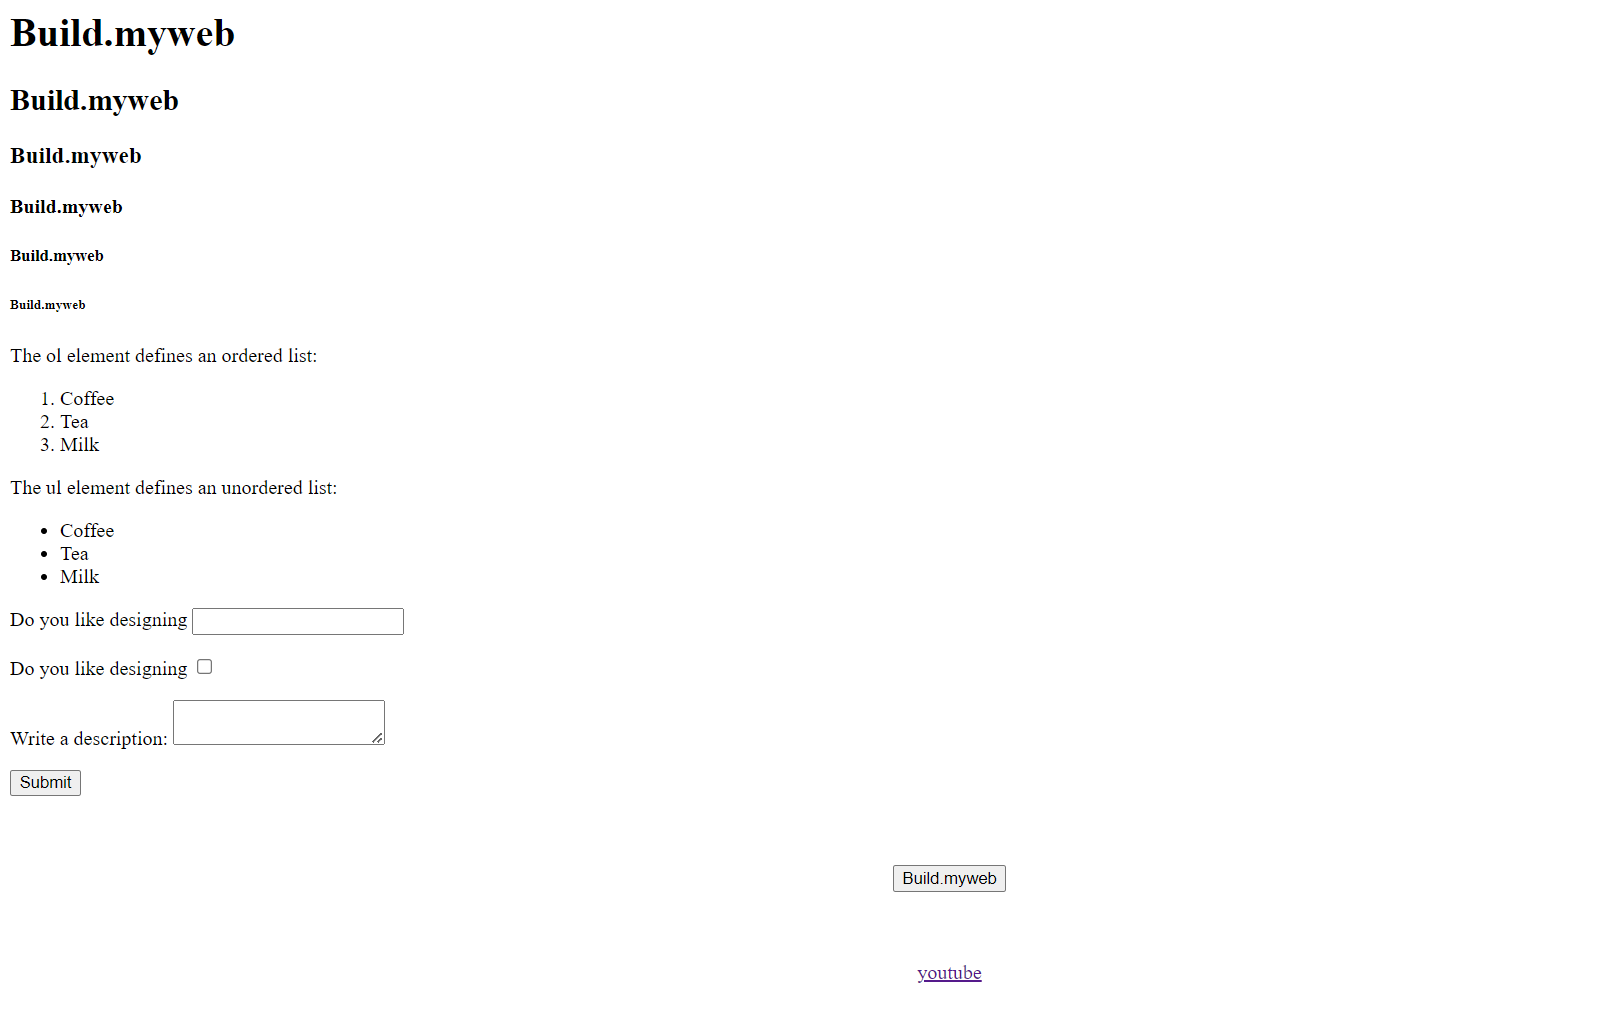 Build.myweb
Build.myweb
Build.myweb
Build.myweb
Build.myweb
Build.myweb
The ol element defines an ordered list:
1. Coffee
2. Tea
3. Milk
The ul element defines an unordered list:
• Coffee
• Tea
• Milk
Do you like designing
Do you like designing
Write a description:
Submit
Build.myweb
youtube